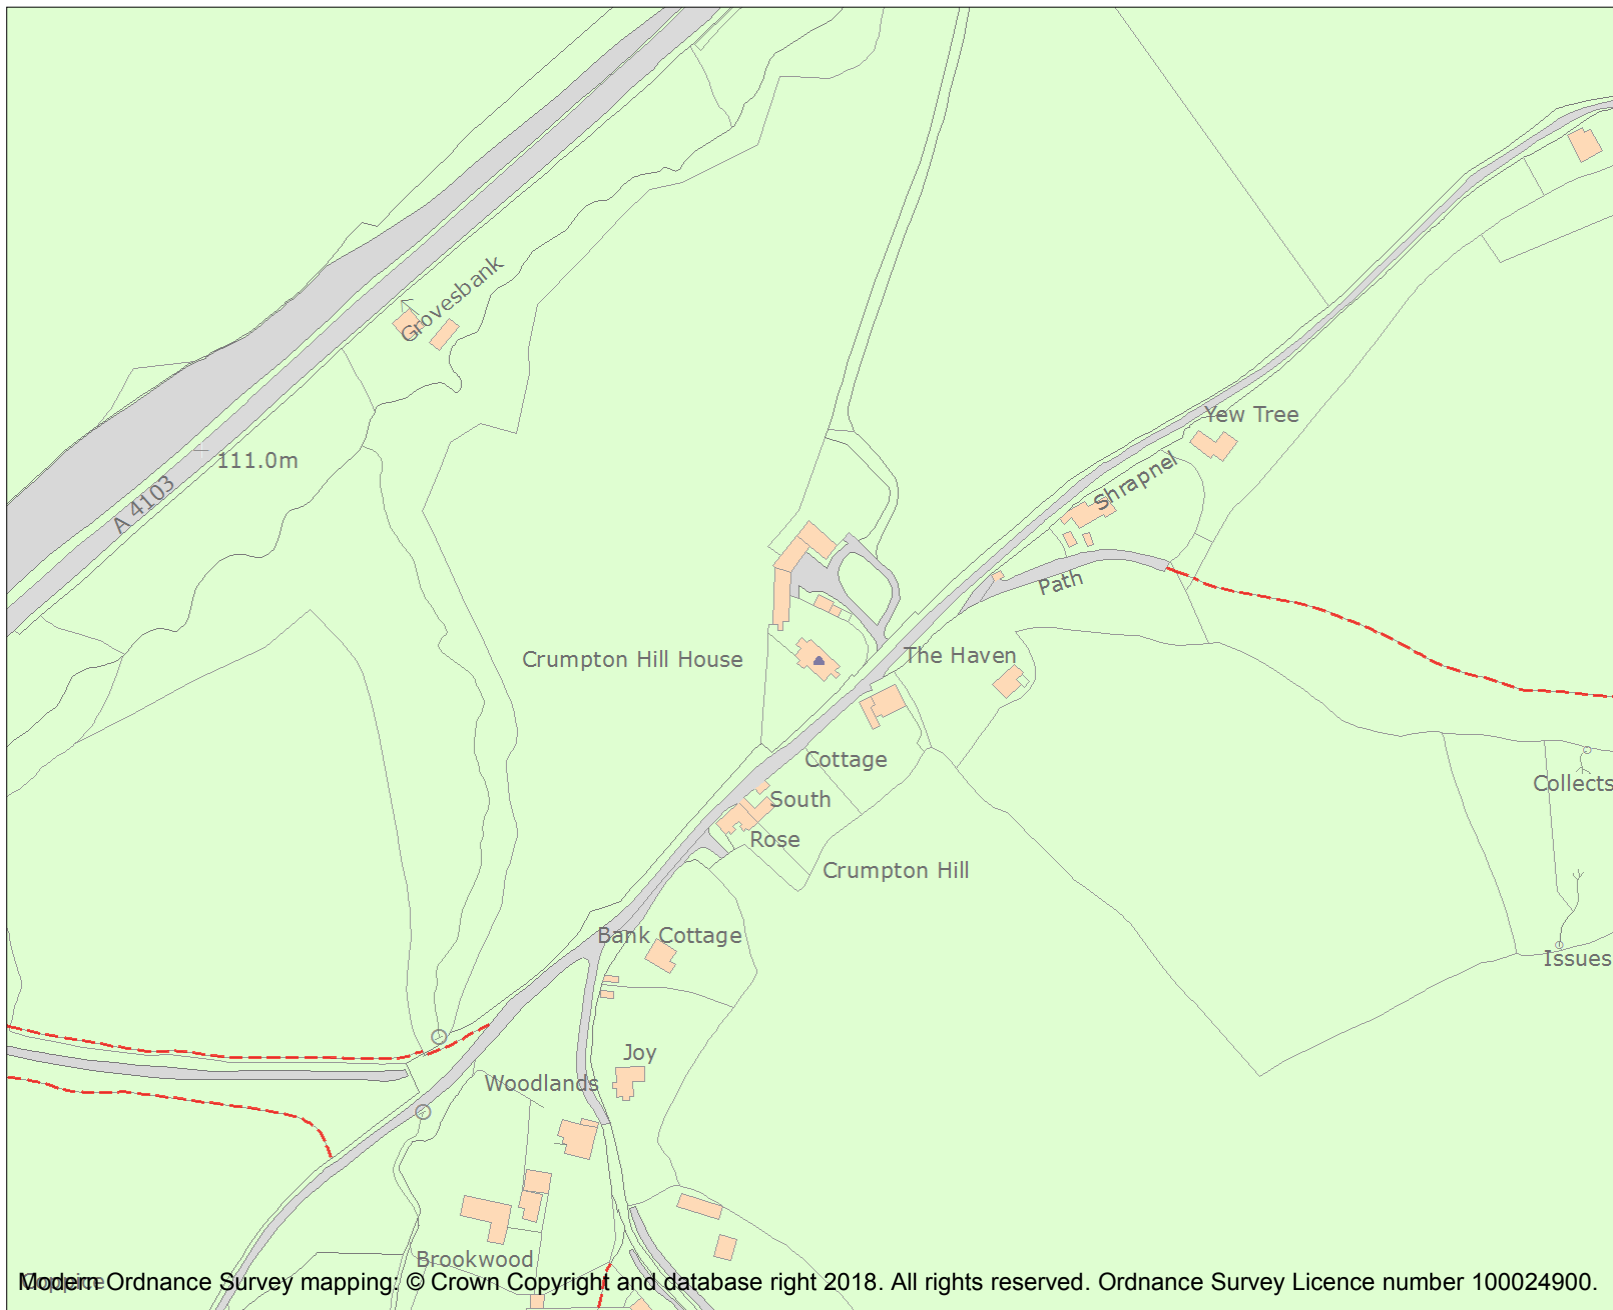 Grovesbank
111.0m
A 4103
Yew Tree
Shrapnel
Path
Crumpton Hill House
The Haven
Cottage
Collects
South
Rose
Crumpton Hill
Bank Cottage
Issues
Joy
Woodlands
Brookwood
Coppice
Modern Ordnance Survey mapping: © Crown Copyright and database right 2018. All rights reserved. Ordnance Survey Licence number 100024900.